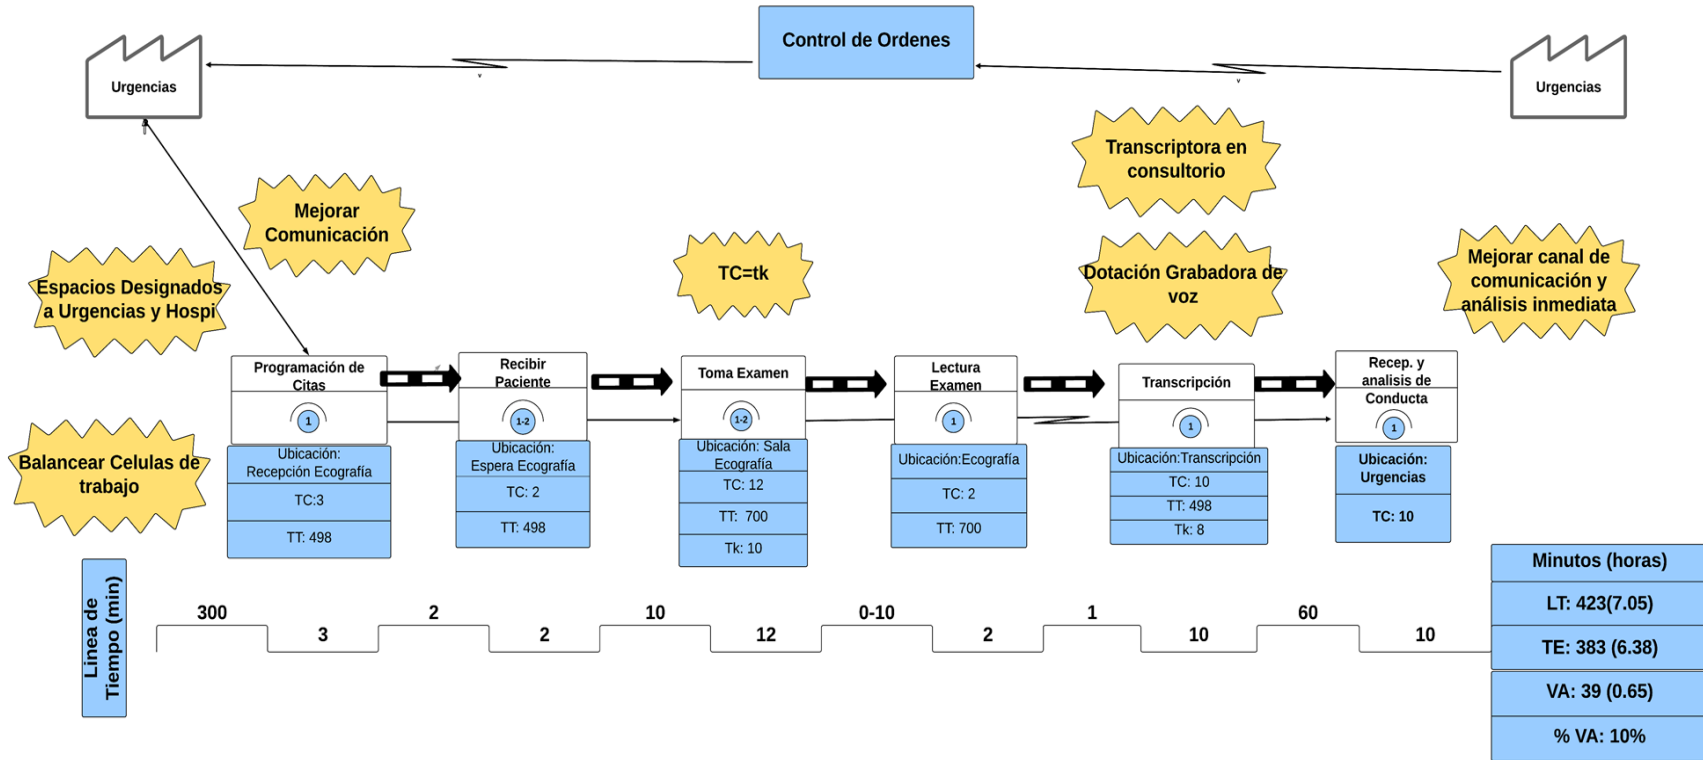 Control de Ordenes
Urgencias
Urgencias
v
v
Transcriptora en
consultorio
Mejorar
Comunicación
Espacios Designados
a Urgencias y Hospi
TC=tk
Dotación Grabadora de
voz
Mejorar canal de
comunicación y
análisis inmediata
Balancear Celulas de
trabajo
Programación de
Citas
1
Ubicación:
Recepción Ecografía
TC:3
TT: 498
Recibir
Paciente
1-2
Ubicación:
Espera Ecografía
TC: 2
TT: 498
Toma Examen
1-2
Ubicación: Sala
Ecografía
TC: 12
TT: 700
Tk: 10
Lectura
Examen
1
Ubicación:Ecografía
TC: 2
TT: 700
Transcripción
1
Ubicación:Transcripción
TC: 10
TT: 498
Tk: 8
Recep. y
analisis de
Conducta
1
Ubicación:
Urgencias
TC: 10
Linea de
Tiempo (min)
300
3
2
2
10
12
0-10
2
1
10
60
10
Minutos (horas)
LT: 423(7.05)
TE: 383 (6.38)
VA: 39 (0.65)
% VA: 10%